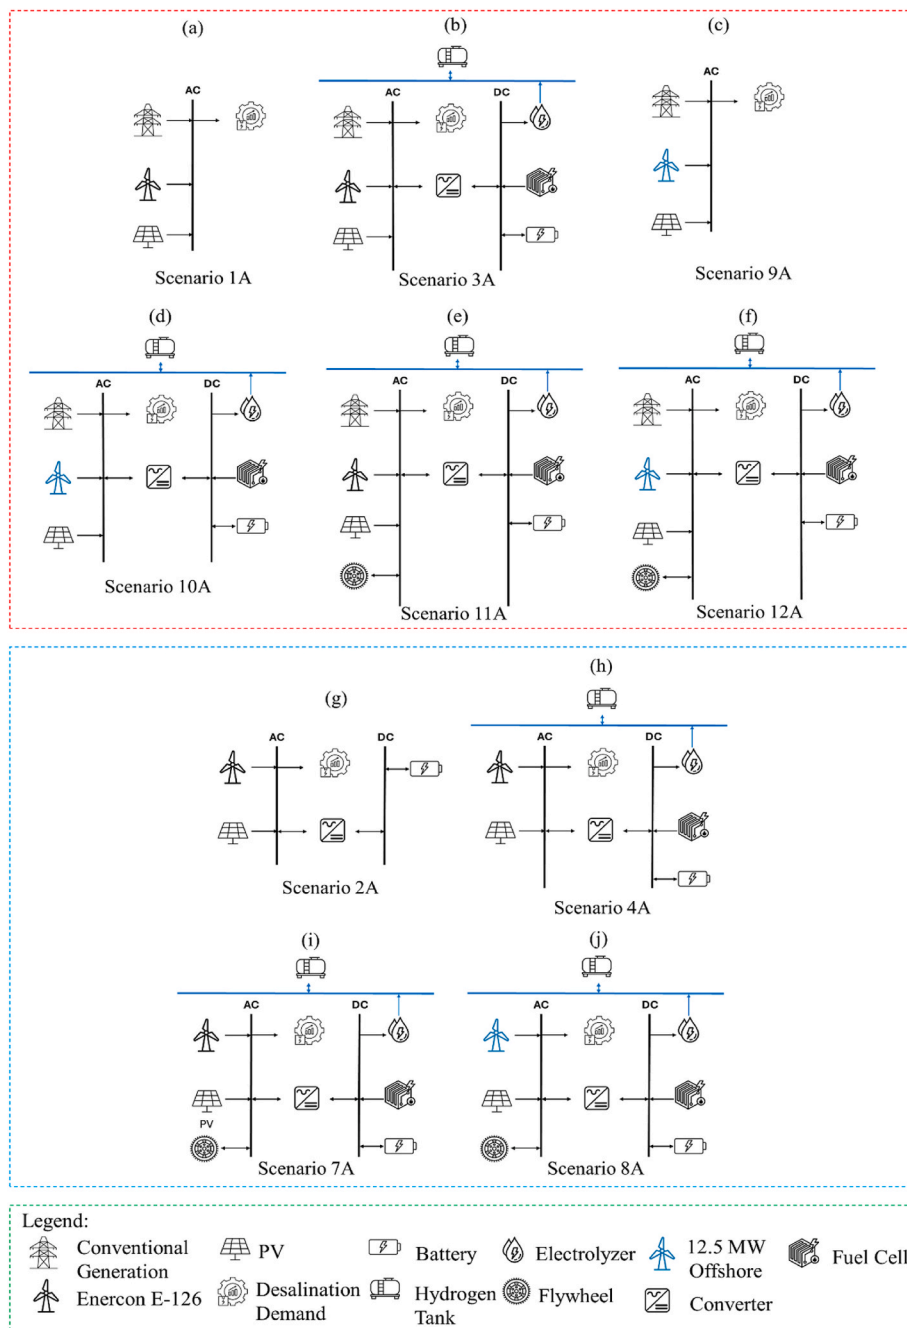 (a)
(b)
(c)
AC
AC
DC
AC
Scenario 1A
Scenario 3A
Scenario 9A
(d)
(e)
(f)
AC
DC
AC
DC
AC
DC
Scenario 10A
Scenario 11A
Scenario 12A
(g)
(h)
AC
DC
AC
DC
Scenario 2A
Scenario 4A
(i)
(j)
AC
DC
AC
DC
PV
Scenario 7A
Scenario 8A
Legend:
Conventional
Generation
PV
Battery
Electrolyzer
12.5 MW
Offshore
Fuel Cell
Enercon E-126
Desalination
Demand
Hydrogen
Tank
Flywheel
Converter